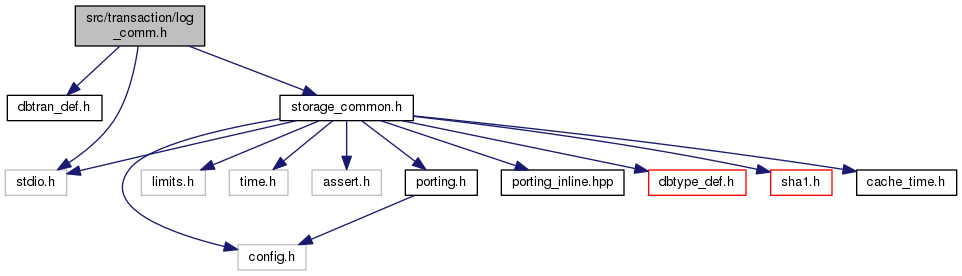 src/transaction/log
_comm.h
dbtran_def.h
storage_common.h
stdio.h
limits.h
time.h
assert.h
porting.h
porting_inline.hpp
dbtype_def.h
sha1.h
cache_time.h
config.h